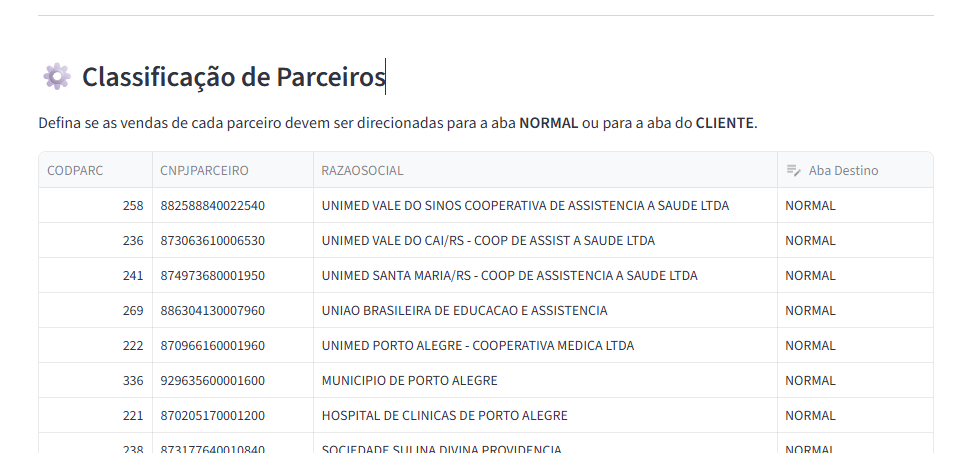 Classificação de Parceiros
Defina se as vendas de cada parceiro devem ser direcionadas para a aba NORMAL ou para a aba do CLIENTE.
CODPARC CNPJPARCEIRO RAZAOSOCIAL Aba Destino
258 882588840022540 UNIMED VALE DO SINOS COOPERATIVA DE ASSISTENCIA A SAUDE LTDA NORMAL
236 873063610006530 UNIMED VALE DO CAI/RS - COOP DE ASSIST A SAUDE LTDA NORMAL
241 874973680001950 UNIMED SANTA MARIA/RS - COOP DE ASSISTENCIA A SAUDE LTDA NORMAL
269 886304130007960 UNIAO BRASILEIRA DE EDUCACAO E ASSISTENCIA NORMAL
222 870966160001960 UNIMED PORTO ALEGRE - COOPERATIVA MEDICA LTDA NORMAL
336 929635600001600 MUNICIPIO DE PORTO ALEGRE NORMAL
221 870205170001200 HOSPITAL DE CLINICAS DE PORTO ALEGRE NORMAL
238 873177640010840 SOCIEDADE SULINA DIVINA PROVIDENCIA NORMAL